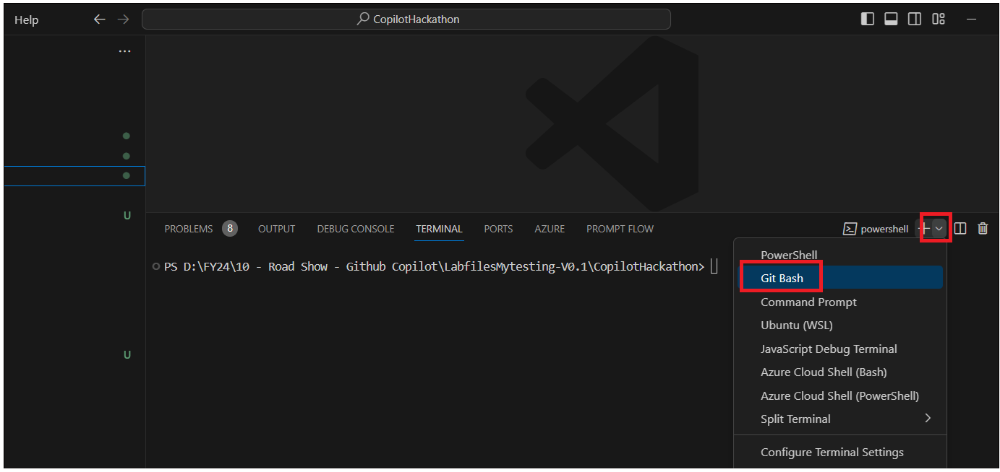 Help
CopilotHackathon
U
U
PROBLEMS 8 OUTPUT DEBUG CONSOLE TERMINAL PORTS AZURE PROMPT FLOW powershell
PS D:\FY24\10 - Road Show - Github Copilot\LabfilesMytesting-V0.1\CopilotHackathon>
PowerShell
Git Bash
Command Prompt
Ubuntu (WSL)
JavaScript Debug Terminal
Azure Cloud Shell (Bash)
Azure Cloud Shell (PowerShell)
Split Terminal
Configure Terminal Settings